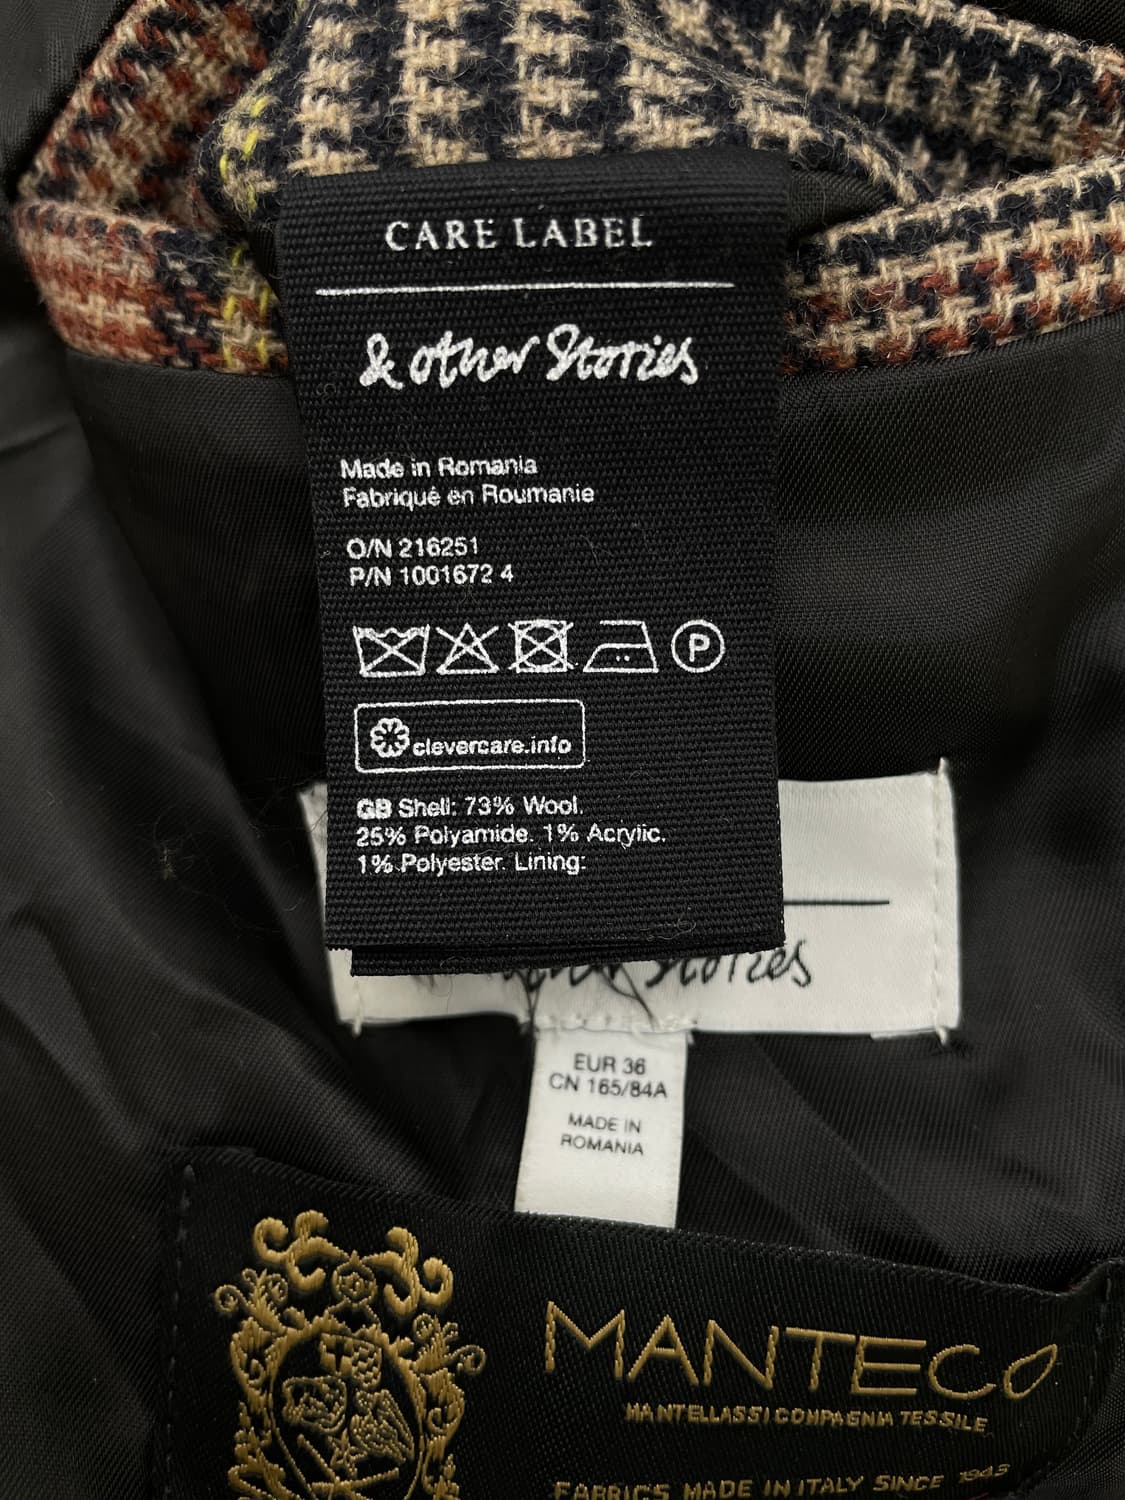 CARE LABEL
& other Stories
Made in Romania
Fabriqué en Roumanie
O/N 216251
P/N 1001672 4
P
clevercare.info
GB Shell: 73% Wool.
25% Polyamide. 1% Acrylic.
1% Polyester. Lining:
Stories
EUR 36
CN 165/84A
MADE IN
ROMANIA
MANTECO
MANTELLASSI COMPAGNIA TESSILE
FABRICS MADE IN ITALY SINCE 1943